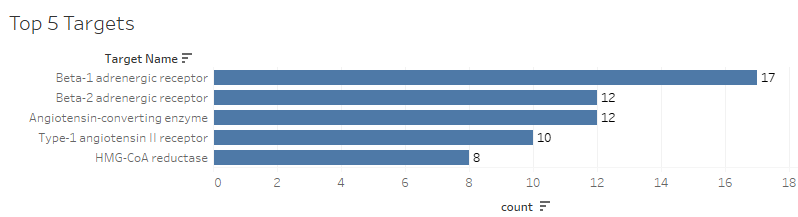 Top 5 Targets
Target Name
Beta-1 adrenergic receptor 17
Beta-2 adrenergic receptor 12
Angiotensin-converting enzyme 12
Type-1 angiotensin II receptor 10
HMG-CoA reductase 8
0 2 4 6 8 10 12 14 16 18
count